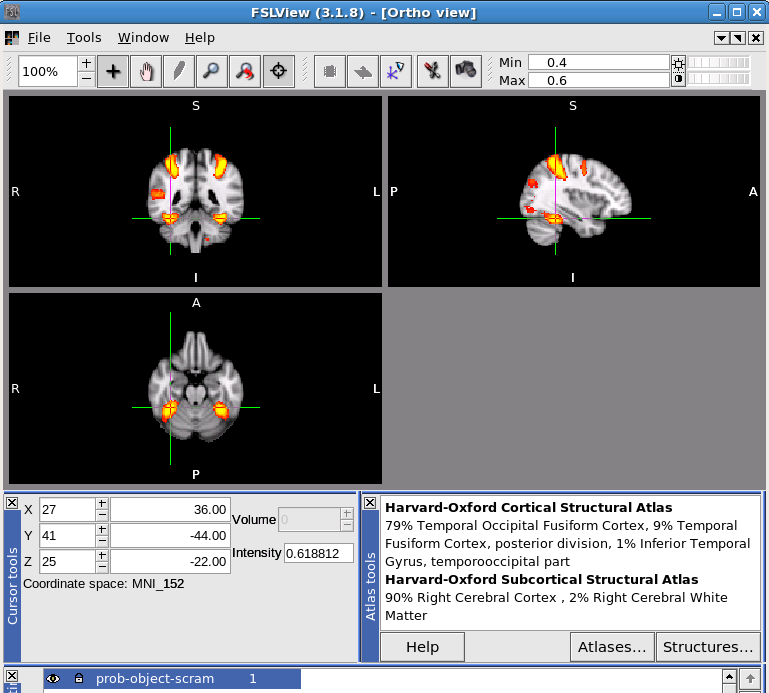 FSLView (3.1.8) - [Ortho view]
File Tools Window Help
100%
Min 0.4
Max 0.6
S
R L
I
S
P A
I
A
R L
P
Cursor tools
X 27 36.00
Y 41 -44.00
Z 25 -22.00
Volume 0
Intensity 0.618812
Coordinate space: MNI_152
Atlas tools
Harvard-Oxford Cortical Structural Atlas
79% Temporal Occipital Fusiform Cortex, 9% Temporal
Fusiform Cortex, posterior division, 1% Inferior Temporal
Gyrus, temporooccipital part
Harvard-Oxford Subcortical Structural Atlas
90% Right Cerebral Cortex , 2% Right Cerebral White
Matter
Help Atlases... Structures...
prob-object-scram 1